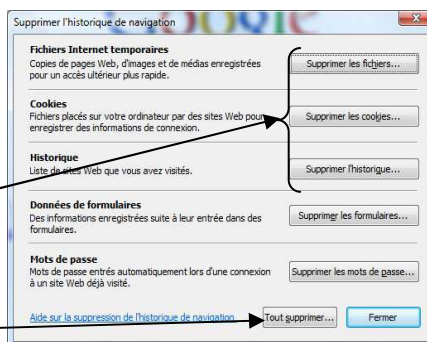 Supprimer l'historique de navigation
Fichiers Internet temporaires
Copies de pages Web, d'images et de médias enregistrées
pour un accès ultérieur plus rapide.
Supprimer les fichiers...
Cookies
Fichiers placés sur votre ordinateur par des sites Web pour
enregistrer des informations de connexion.
Supprimer les cookies...
Historique
Liste de sites Web que vous avez visités.
Supprimer l'historique...
Données de formulaires
Des informations enregistrées suite à leur entrée dans des
formulaires.
Supprimer les formulaires...
Mots de passe
Mots de passe entrés automatiquement lors d'une connexion
à un site Web déjà visité.
Supprimer les mots de passe...
Aide sur la suppression de l'historique de navigation
Tout supprimer...
Fermer